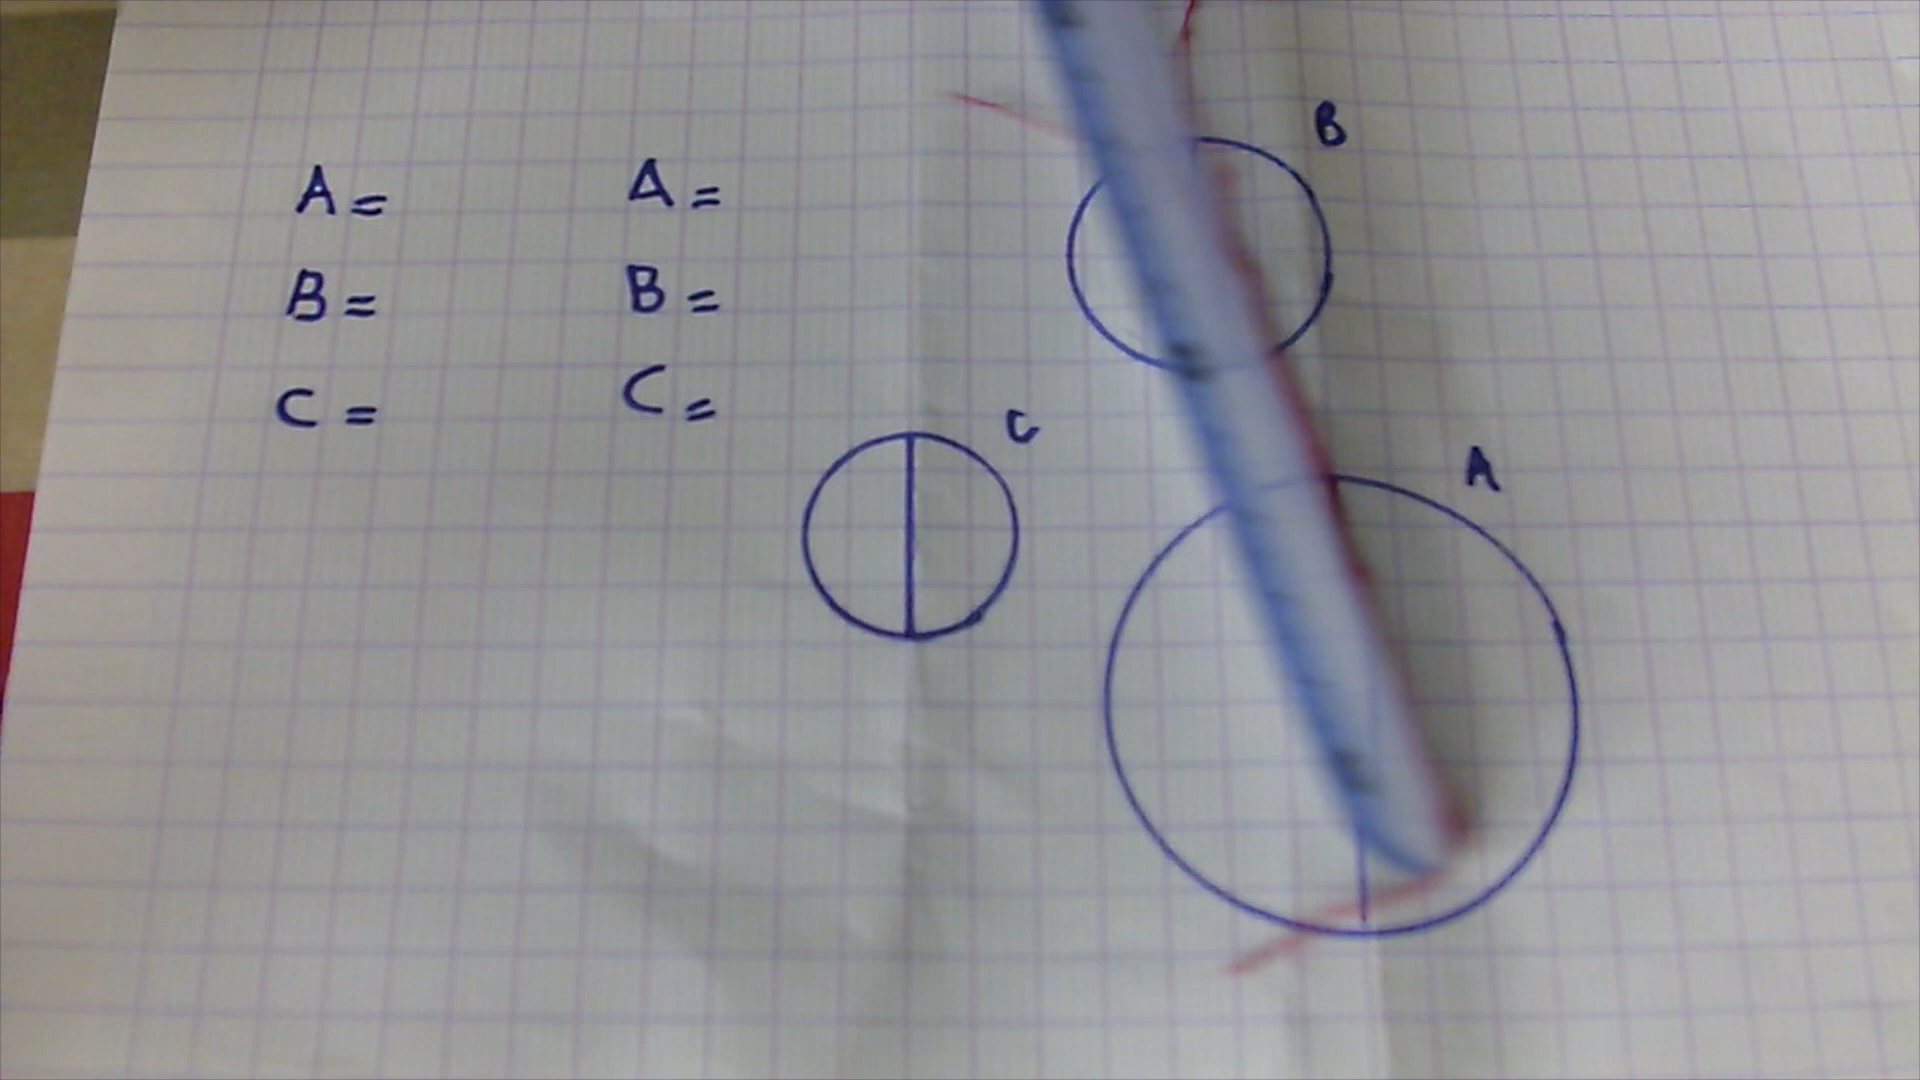 A = A =
B = B =
C = C =
B
C
A